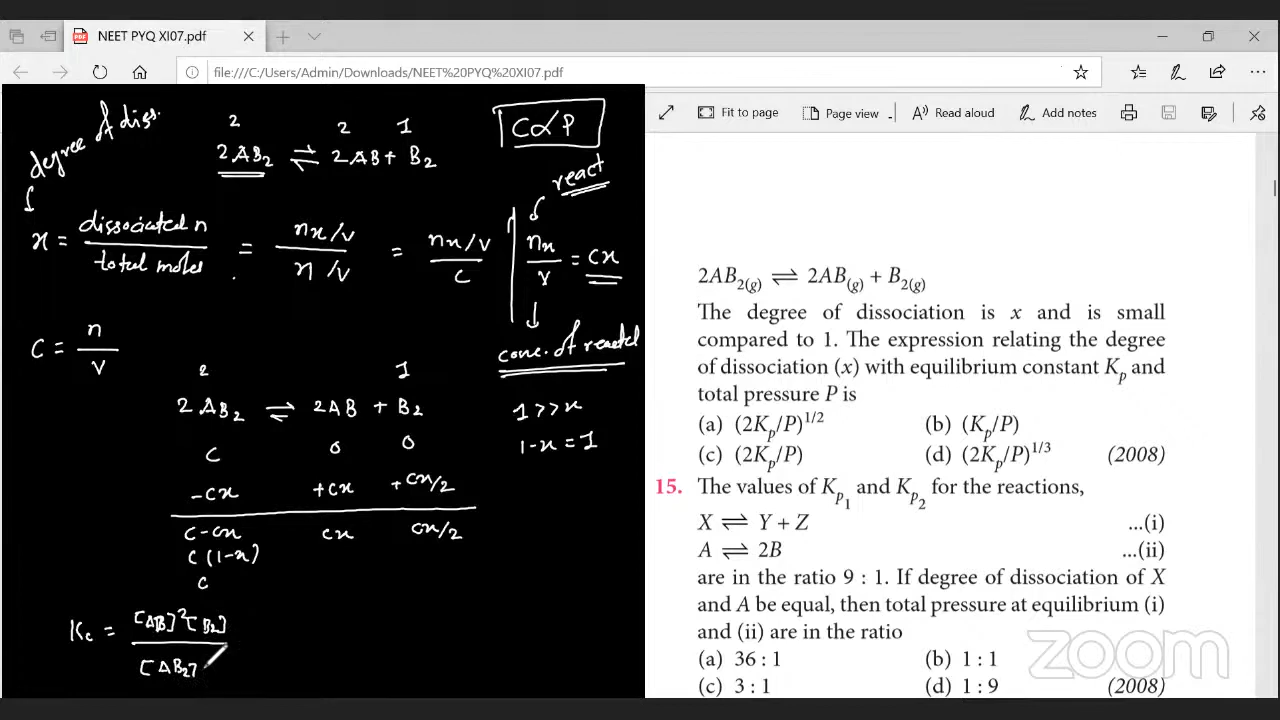 NEET PYQ XI07.pdf
file:///C:/Users/Admin/Downloads/NEET%20PYQ%20XI07.pdf
Fit to page
Page view
Read aloud
Add notes
degree of diss.
2 2 1
2AB₂ ⇌ 2AB + B₂
C∝P
x = dissociated n / total moles = nx/v / n/v = nx/v / C
react
nx / v = Cx
conc. of reacted
C = n / v
2 1
2AB₂ ⇌ 2AB + B₂
C 0 0
-Cx +Cx +Cx/2
C-Cx Cx Cx/2
C(1-x)
C
1>>x
1-x=1
Kc = [AB]²[B₂] / [AB₂]
2AB₂(g) ⇌ 2AB(g) + B₂(g)
The degree of dissociation is x and is small
compared to 1. The expression relating the degree
of dissociation (x) with equilibrium constant Kp and
total pressure P is
(a) (2Kp/P)^1/2 (b) (Kp/P)
(c) (2Kp/P) (d) (2Kp/P)^1/3 (2008)
15. The values of Kp₁ and Kp₂ for the reactions,
X ⇌ Y + Z ...(i)
A ⇌ 2B ...(ii)
are in the ratio 9 : 1. If degree of dissociation of X
and A be equal, then total pressure at equilibrium (i)
and (ii) are in the ratio
(a) 36 : 1 (b) 1 : 1
(c) 3 : 1 (d) 1 : 9 (2008)
zoom